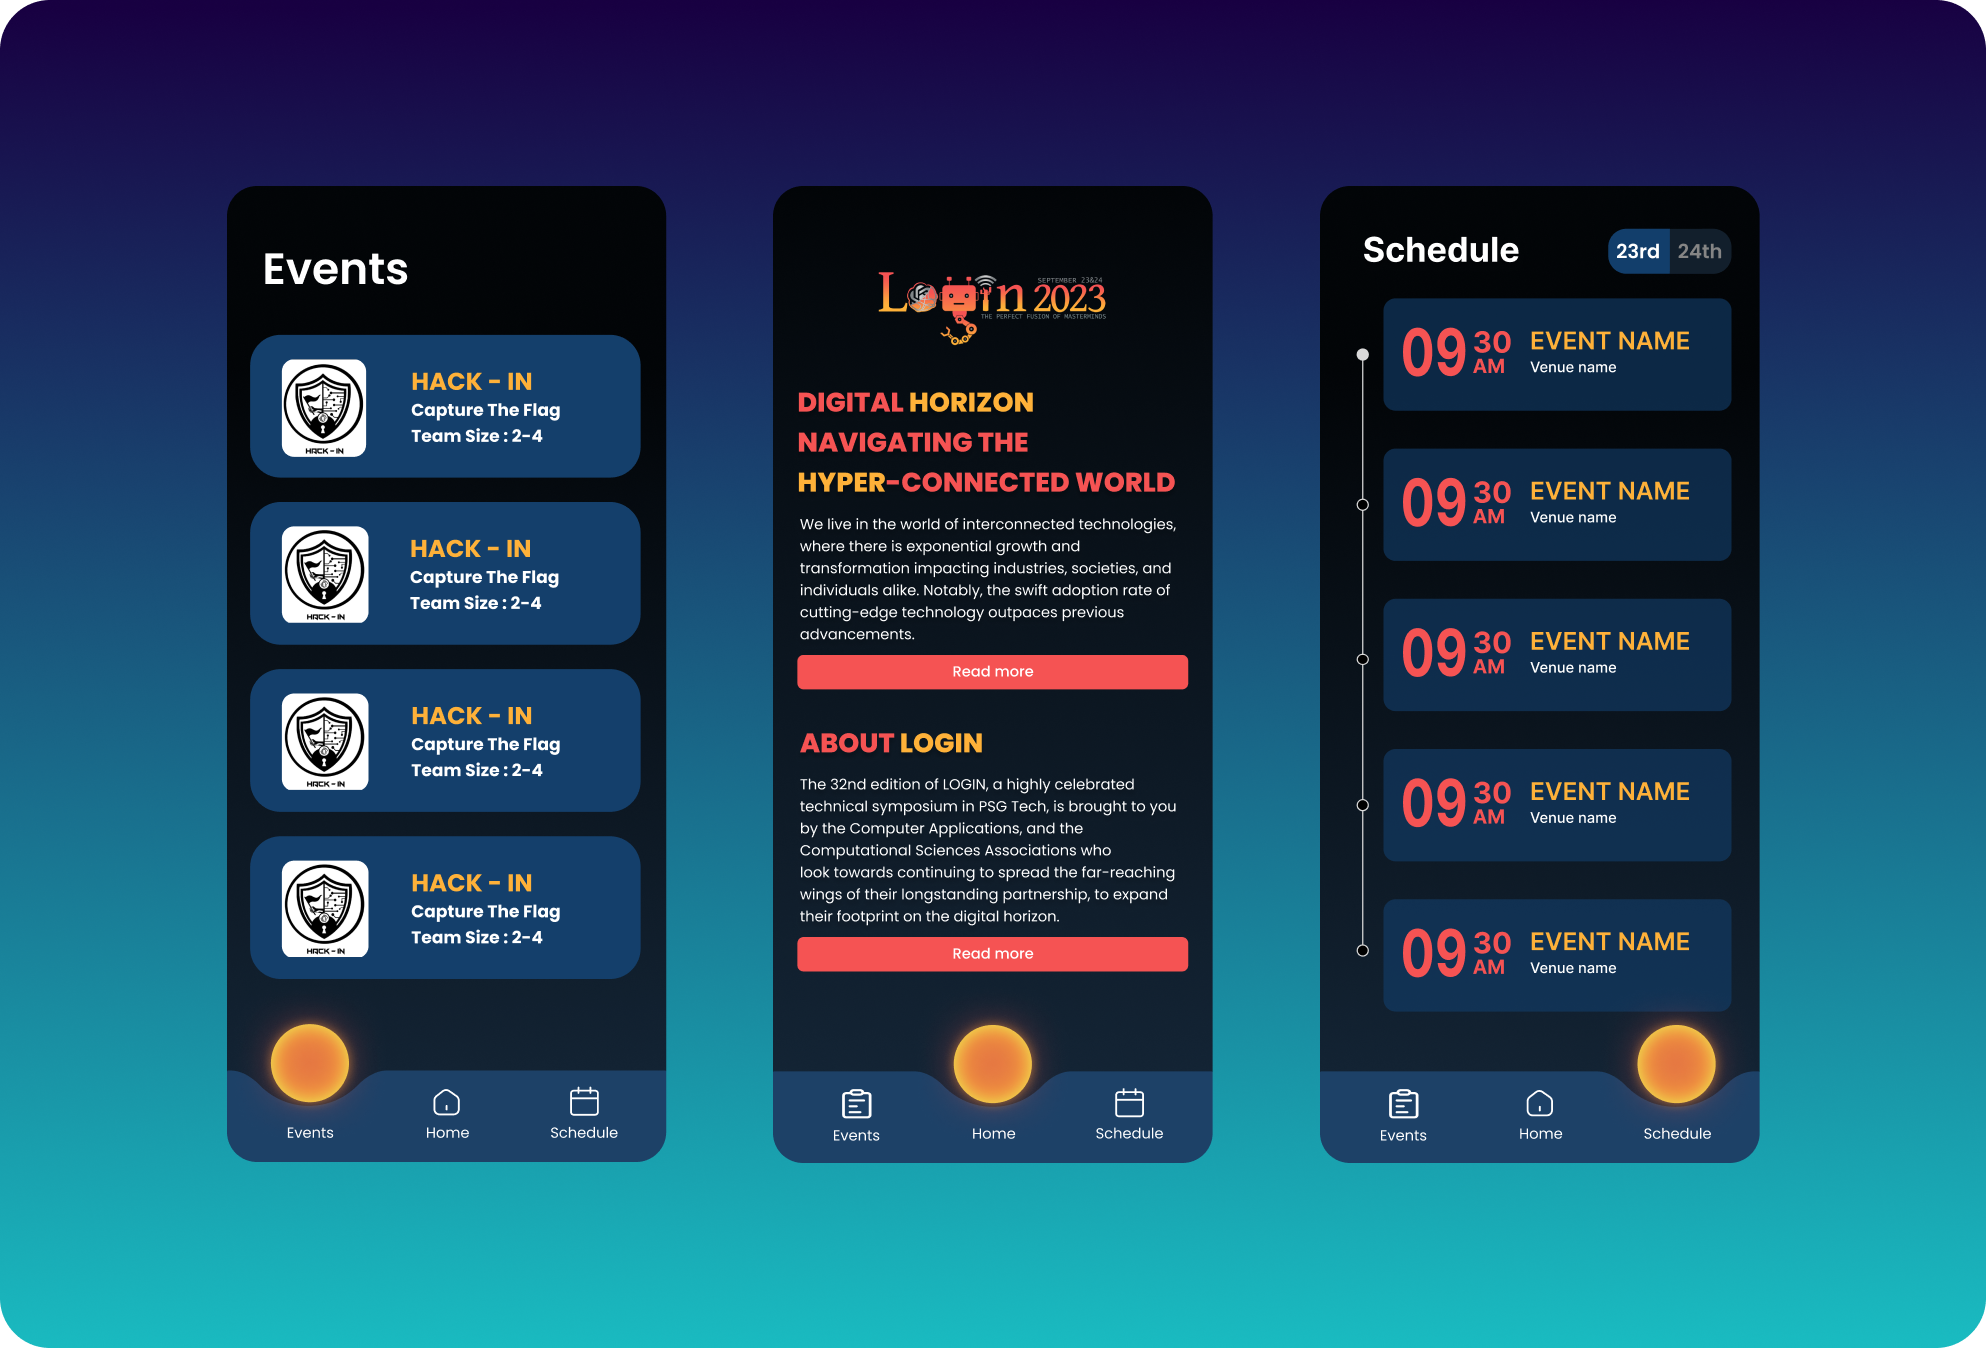 Events
HACK - IN
HACK - IN
Capture The Flag
Team Size : 2-4
HACK - IN
HACK - IN
Capture The Flag
Team Size : 2-4
HACK - IN
HACK - IN
Capture The Flag
Team Size : 2-4
HACK - IN
HACK - IN
Capture The Flag
Team Size : 2-4
Events
Home
Schedule
Login 2023
SEPTEMBER 23&24
THE PERFECT FUSION OF MASTERMINDS
DIGITAL HORIZON
NAVIGATING THE
HYPER-CONNECTED WORLD
We live in the world of interconnected technologies,
where there is exponential growth and
transformation impacting industries, societies, and
individuals alike. Notably, the swift adoption rate of
cutting-edge technology outpaces previous
advancements.
Read more
ABOUT LOGIN
The 32nd edition of LOGIN, a highly celebrated
technical symposium in PSG Tech, is brought to you
by the Computer Applications, and the
Computational Sciences Associations who
look towards continuing to spread the far-reaching
wings of their longstanding partnership, to expand
their footprint on the digital horizon.
Read more
Events
Home
Schedule
Schedule
23rd
24th
09 30 AM
EVENT NAME
Venue name
09 30 AM
EVENT NAME
Venue name
09 30 AM
EVENT NAME
Venue name
09 30 AM
EVENT NAME
Venue name
09 30 AM
EVENT NAME
Venue name
Events
Home
Schedule